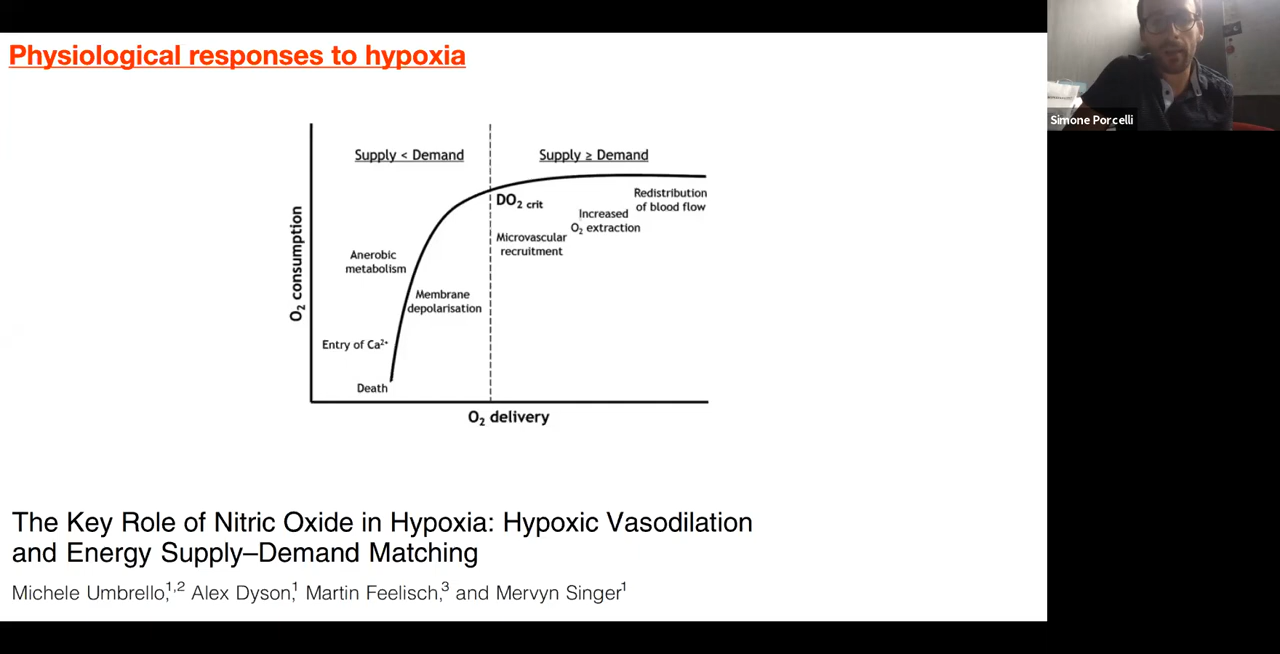 Physiological responses to hypoxia
Simone Porcelli
Supply < Demand
Supply ≥ Demand
DO₂ crit
Redistribution
of blood flow
Increased
O₂ extraction
Microvascular
recruitment
Anerobic
metabolism
Membrane
depolarisation
Entry of Ca²⁺
Death
O₂ consumption
O₂ delivery
The Key Role of Nitric Oxide in Hypoxia: Hypoxic Vasodilation
and Energy Supply–Demand Matching
Michele Umbrello,¹,² Alex Dyson,¹ Martin Feelisch,³ and Mervyn Singer¹